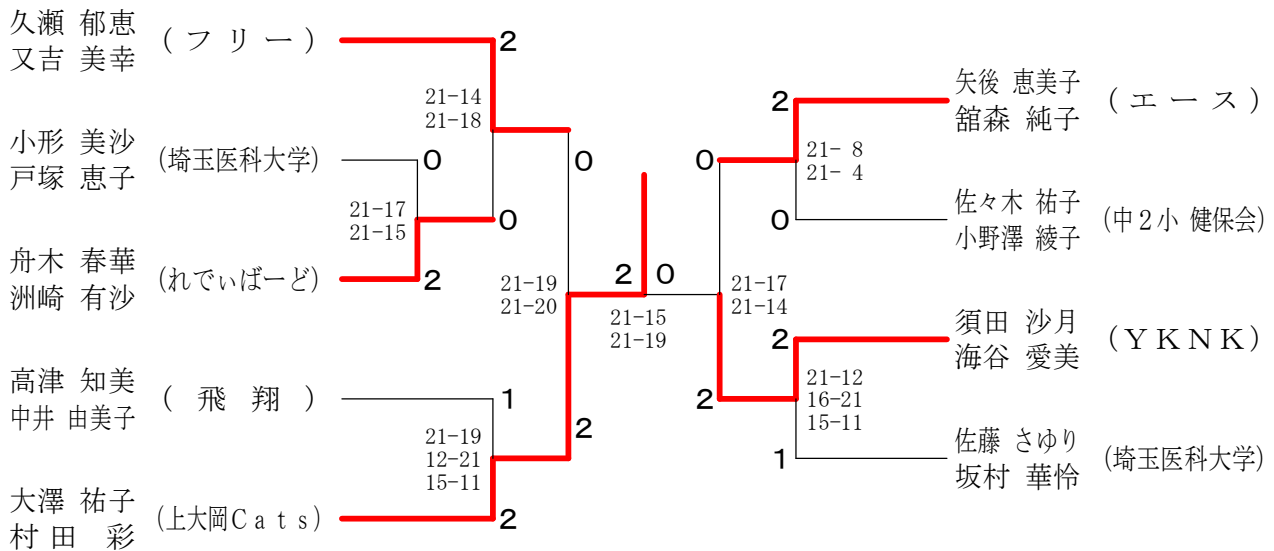 久瀬 郁恵
又吉 美幸
(フリー)
2
21-14
21-18
小形 美沙
戸塚 恵子
(埼玉医科大学)
0
0
21-17
21-15
0
舟木 春華
洲崎 有沙
(れでぃばーど)
2
21-19
21-20
2
0
21-15
21-19
高津 知美
中井 由美子
(飛翔)
1
2
21-19
12-21
15-11
大澤 祐子
村田 彩
(上大岡Cats)
2
矢後 恵美子
舘森 純子
(エース)
2
0
21- 8
21- 4
佐々木 祐子
小野澤 綾子
(中2小 健保会)
0
21-17
21-14
須田 沙月
海谷 愛美
(YKNK)
2
2
21-12
16-21
15-11
佐藤 さゆり
坂村 華怜
(埼玉医科大学)
1